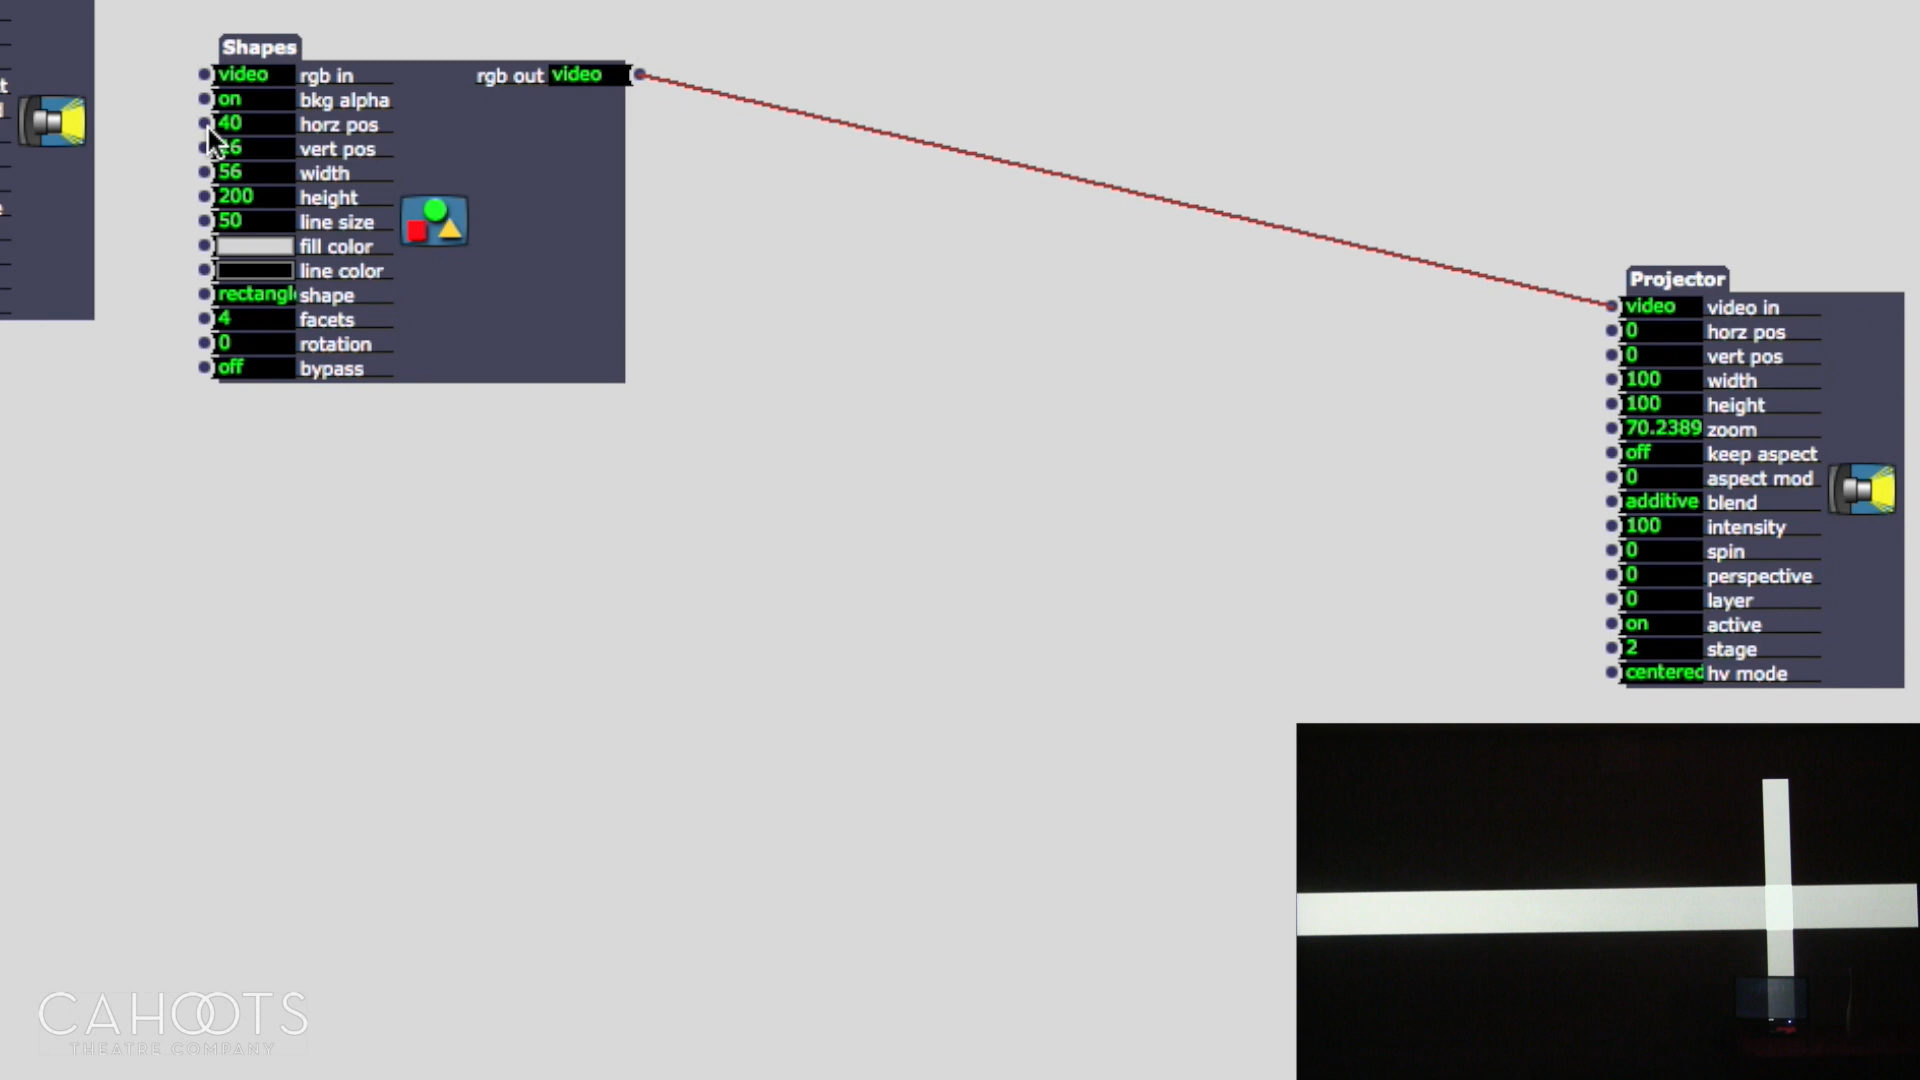 Shapes
video rgb in
rgb out video
on bkg alpha
40 horz pos
vert pos
56 width
200 height
50 line size
fill color
line color
rectangl shape
4 facets
0 rotation
off bypass
Projector
video video in
0 horz pos
0 vert pos
100 width
100 height
70.2389 zoom
off keep aspect
0 aspect mod
additive blend
100 intensity
0 spin
0 perspective
0 layer
on active
2 stage
centered hv mode
CAHOOTS
THEATRE COMPANY